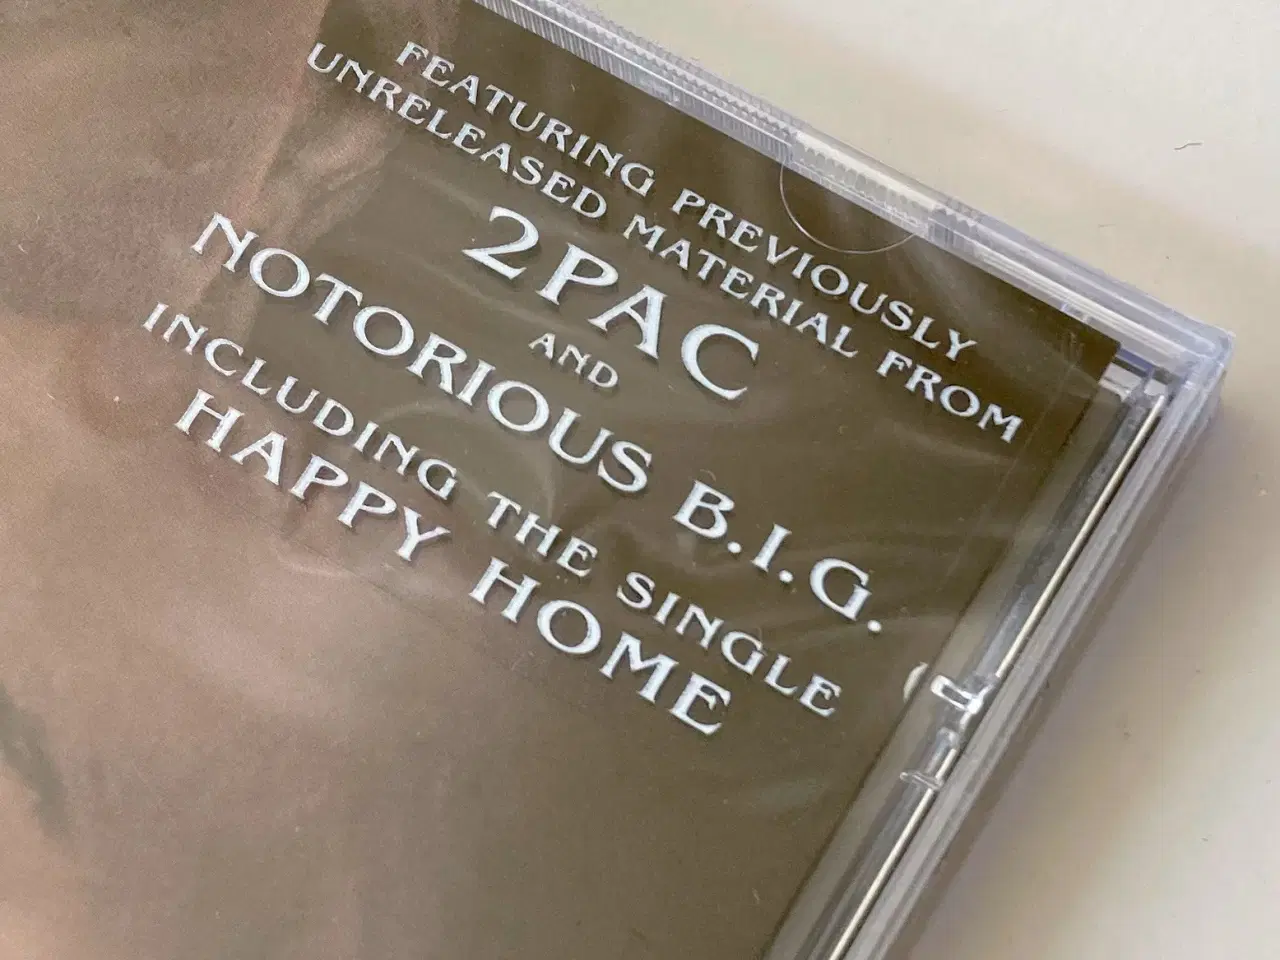 FEATURING PREVIOUSLY
UNRELEASED MATERIAL FROM
2PAC
AND
NOTORIOUS B.I.G.
INCLUDING THE SINGLE
HAPPY HOME